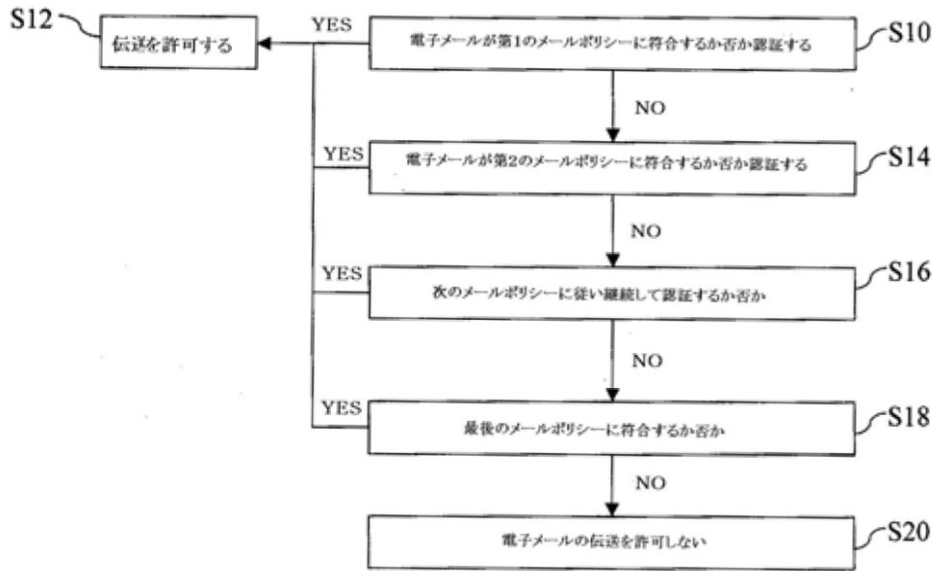 S12
伝送を許可する
YES
電子メールが第1のメールポリシーに符合するか否か認証する
S10
NO
YES
電子メールが第2のメールポリシーに符合するか否か認証する
S14
NO
YES
次のメールポリシーに従い継続して認証するか否か
S16
NO
YES
最後のメールポリシーに符合するか否か
S18
NO
電子メールの伝送を許可しない
S20